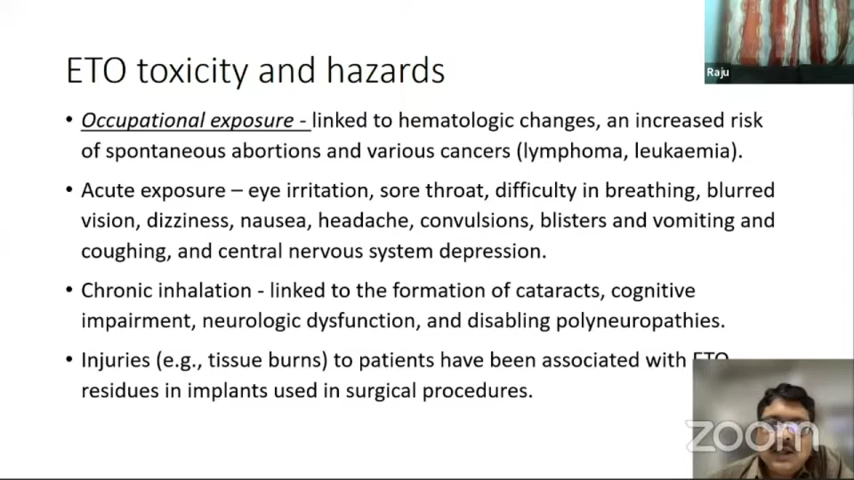 Raju
ETO toxicity and hazards
• Occupational exposure - linked to hematologic changes, an increased risk
of spontaneous abortions and various cancers (lymphoma, leukaemia).
• Acute exposure – eye irritation, sore throat, difficulty in breathing, blurred
vision, dizziness, nausea, headache, convulsions, blisters and vomiting and
coughing, and central nervous system depression.
• Chronic inhalation - linked to the formation of cataracts, cognitive
impairment, neurologic dysfunction, and disabling polyneuropathies.
• Injuries (e.g., tissue burns) to patients have been associated with ETO
residues in implants used in surgical procedures.
zoom